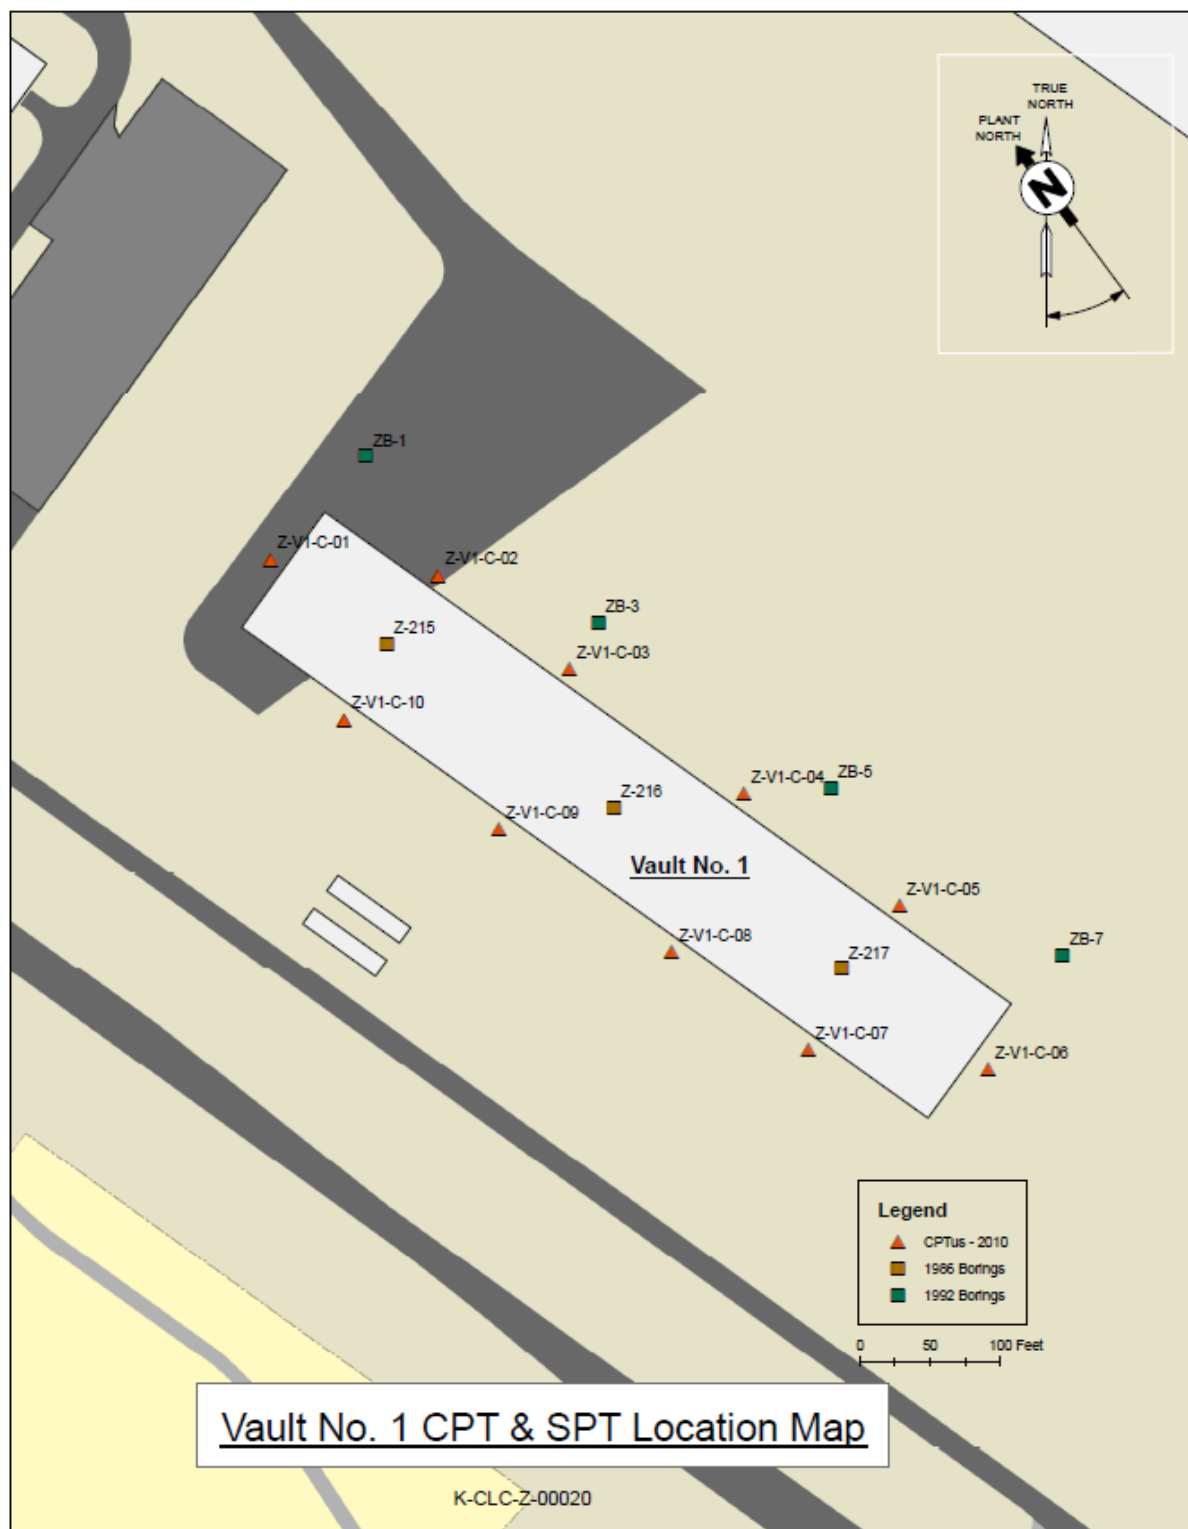 TRUE
NORTH
PLANT
NORTH
N
ZB-1
Z-V1-C-01
Z-V1-C-02
ZB-3
Z-215
Z-V1-C-03
Z-V1-C-10
Z-V1-C-04
ZB-5
Z-216
Z-V1-C-09
Vault No. 1
Z-V1-C-05
Z-V1-C-08
ZB-7
Z-217
Z-V1-C-07
Z-V1-C-06
Legend
CPTus - 2010
1986 Borings
1992 Borings
0 50 100 Feet
Vault No. 1 CPT & SPT Location Map
K-CLC-Z-00020